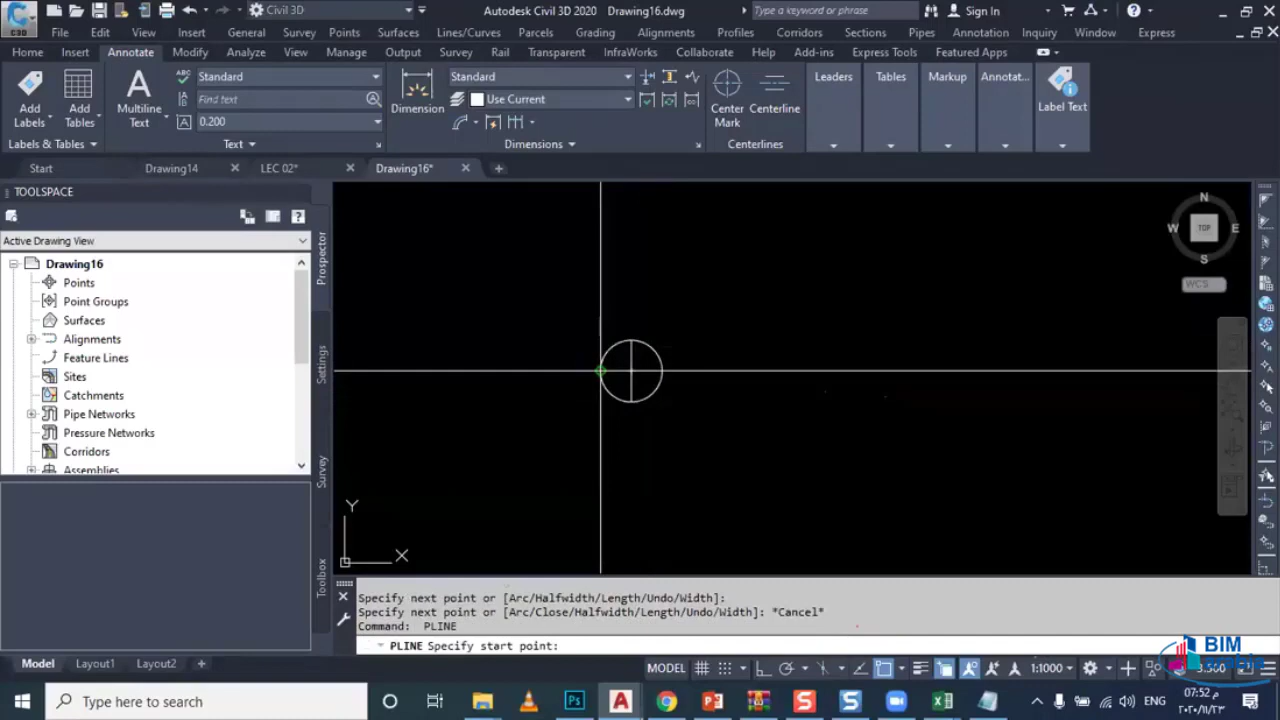 C3D
Civil 3D
Autodesk Civil 3D 2020 Drawing16.dwg
Type a keyword or phrase
Sign In
File Edit View Insert General Survey Points Surfaces Lines/Curves Parcels Grading Alignments Profiles Corridors Sections Pipes Annotation Inquiry Window Express
Home Insert Annotate Modify Analyze View Manage Output Survey Rail Transparent InfraWorks Collaborate Help Add-ins Express Tools Featured Apps
Add Labels
Add Tables
Labels & Tables
Multiline Text
Standard
Find text
0.200
Text
Dimension
Standard
Use Current
Dimensions
Center Mark
Centerline
Centerlines
Leaders
Tables
Markup
Annotat...
Label Text
Start Drawing14 LEC 02* Drawing16*
TOOLSPACE
Active Drawing View
Drawing16
Points
Point Groups
Surfaces
Alignments
Feature Lines
Sites
Catchments
Pipe Networks
Pressure Networks
Corridors
Assemblies
Prospector
Settings
Survey
Toolbox
N
W TOP E
S
WCS
Y
X
Specify next point or [Arc/Halfwidth/Length/Undo/Width]:
Specify next point or [Arc/Close/Halfwidth/Length/Undo/Width]: *Cancel*
Command: PLINE
PLINE Specify start point:
Model Layout1 Layout2 +
MODEL
1:1000
3.500
BIM
arabia
Type here to search
ENG
07:52 م
٢٠٢٠/١١/٢٣